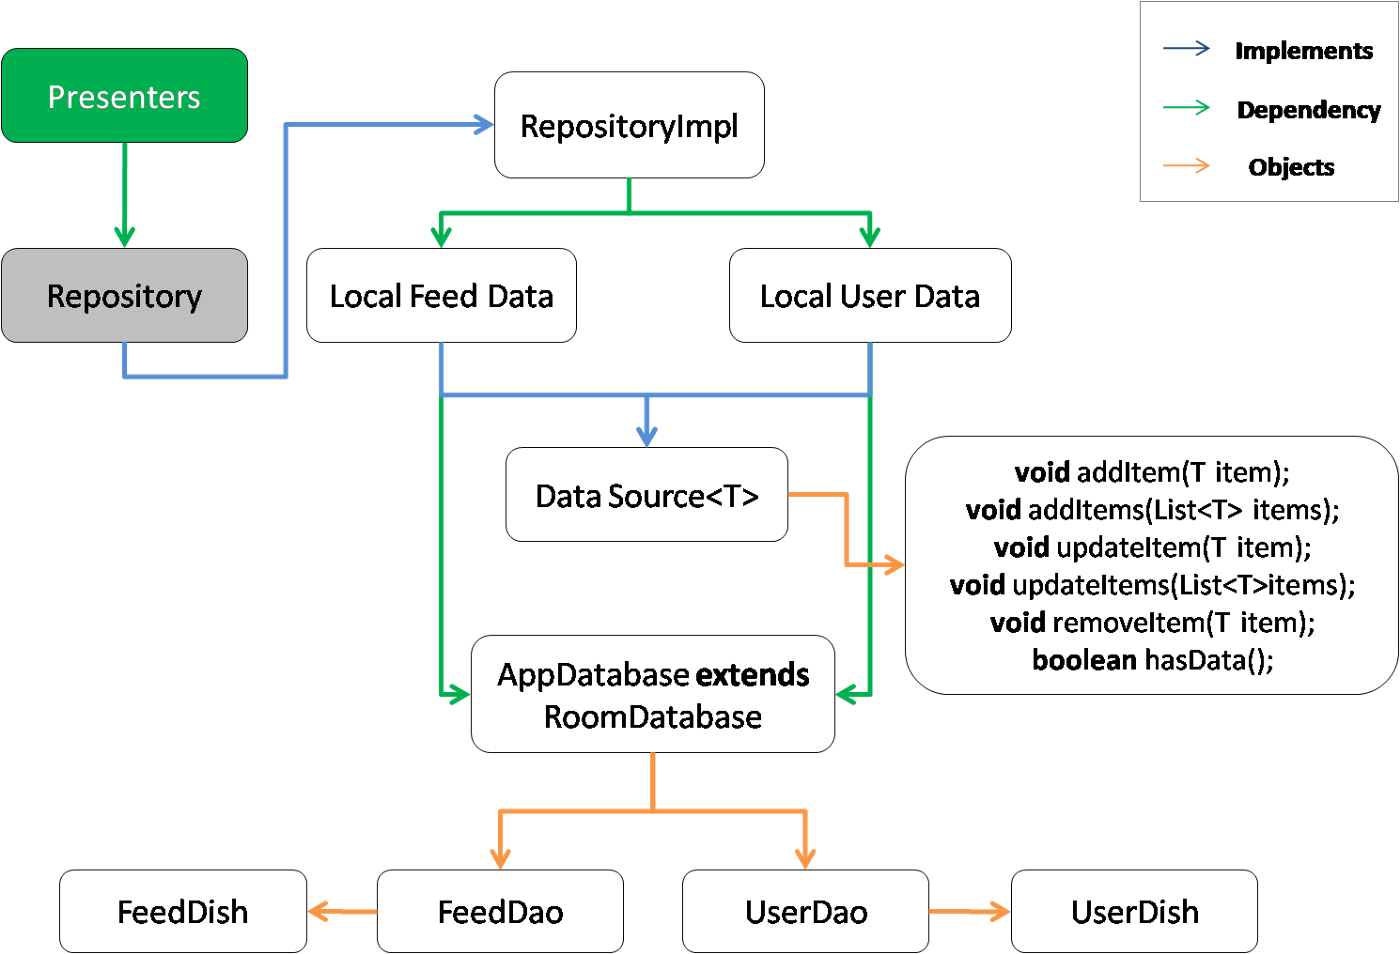 Implements
Dependency
Objects
Presenters
RepositoryImpl
Repository
Local Feed Data
Local User Data
Data Source<T>
void addItem(T item);
void addItems(List<T> items);
void updateItem(T item);
void updateItems(List<T>items);
void removeItem(T item);
boolean hasData();
AppDatabase extends
RoomDatabase
FeedDish
FeedDao
UserDao
UserDish